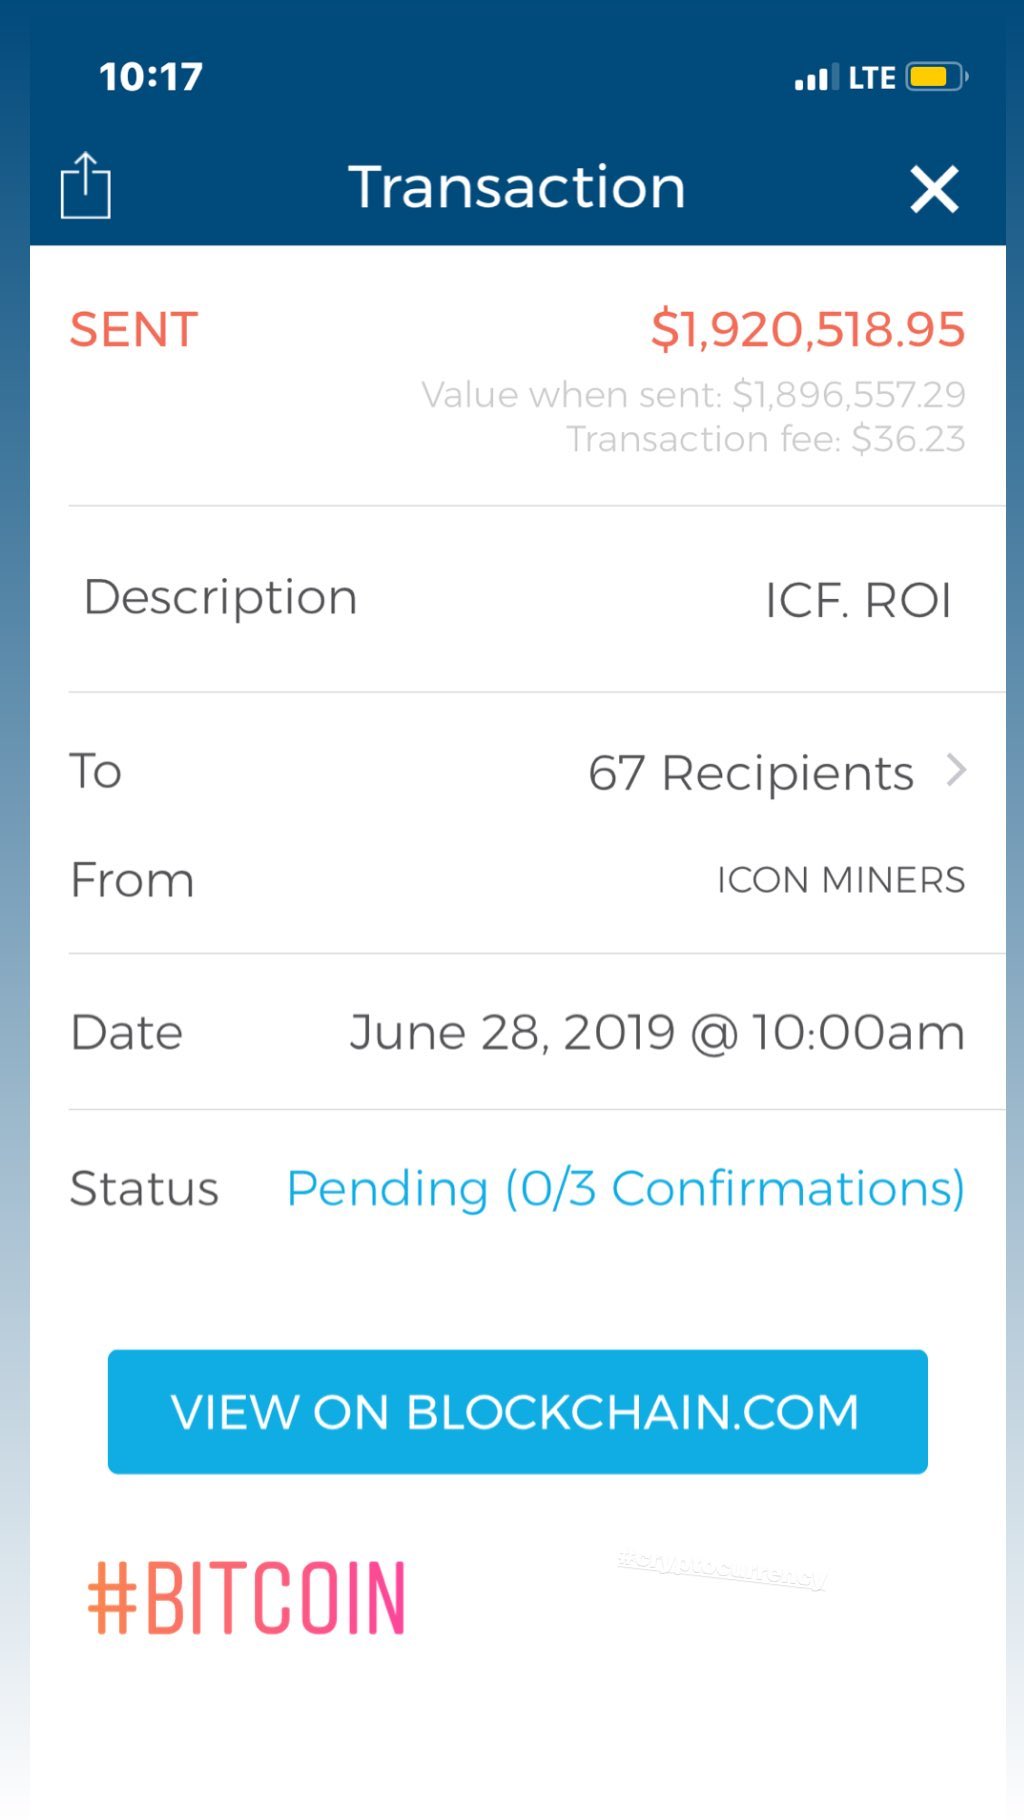 10:17
LTE
Transaction
SENT $1,920,518.95
Value when sent: $1,896,557.29
Transaction fee: $36.23
Description ICF. ROI
To 67 Recipients
From ICON MINERS
Date June 28, 2019 @ 10:00am
Status Pending (0/3 Confirmations)
VIEW ON BLOCKCHAIN.COM
#BITCOIN
#cryptocurrency